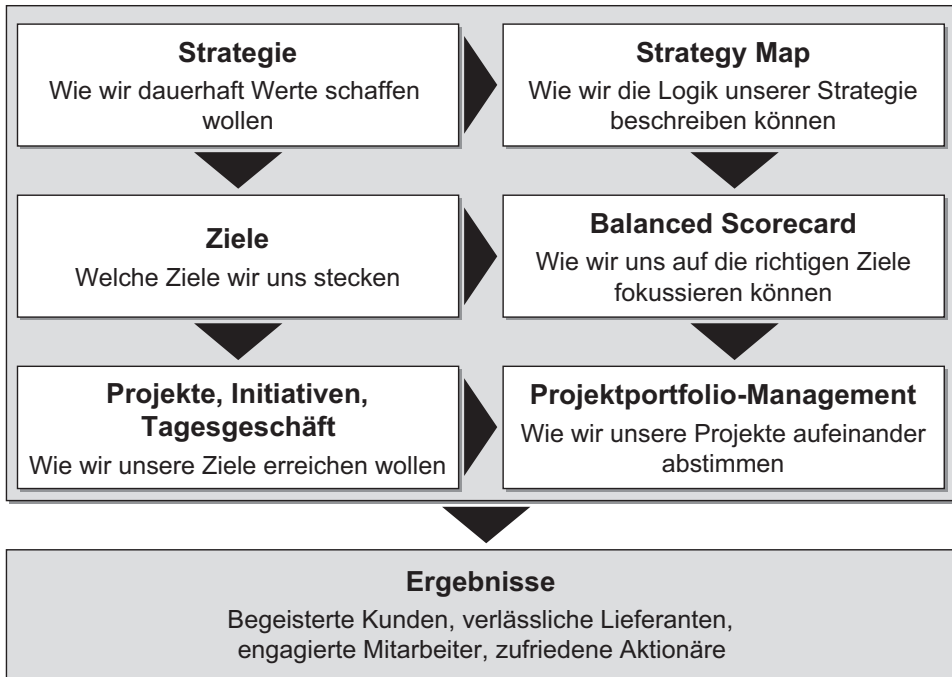 Strategie
Wie wir dauerhaft Werte schaffen
wollen
Strategy Map
Wie wir die Logik unserer Strategie
beschreiben können
Ziele
Welche Ziele wir uns stecken
Balanced Scorecard
Wie wir uns auf die richtigen Ziele
fokussieren können
Projekte, Initiativen,
Tagesgeschäft
Wie wir unsere Ziele erreichen wollen
Projektportfolio-Management
Wie wir unsere Projekte aufeinander
abstimmen
Ergebnisse
Begeisterte Kunden, verlässliche Lieferanten,
engagierte Mitarbeiter, zufriedene Aktionäre